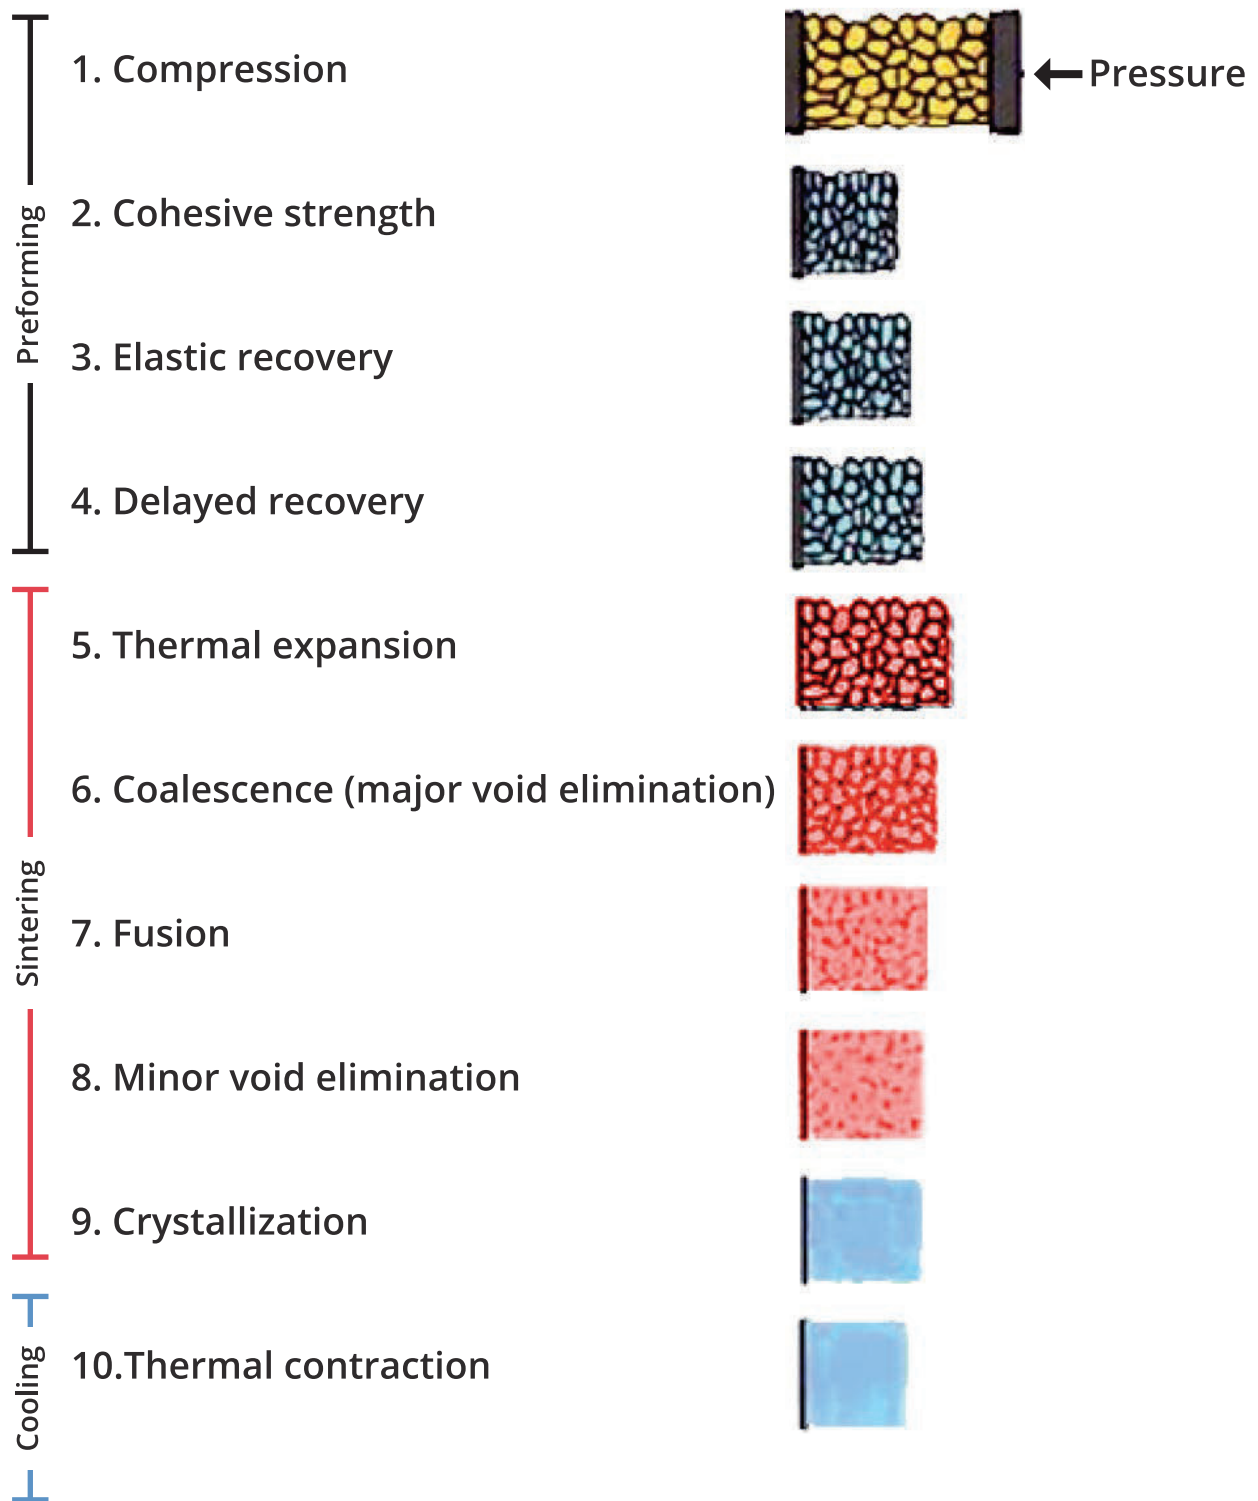 Preforming
1. Compression
Pressure
2. Cohesive strength
3. Elastic recovery
4. Delayed recovery
Sintering
5. Thermal expansion
6. Coalescence (major void elimination)
7. Fusion
8. Minor void elimination
9. Crystallization
Cooling
10.Thermal contraction